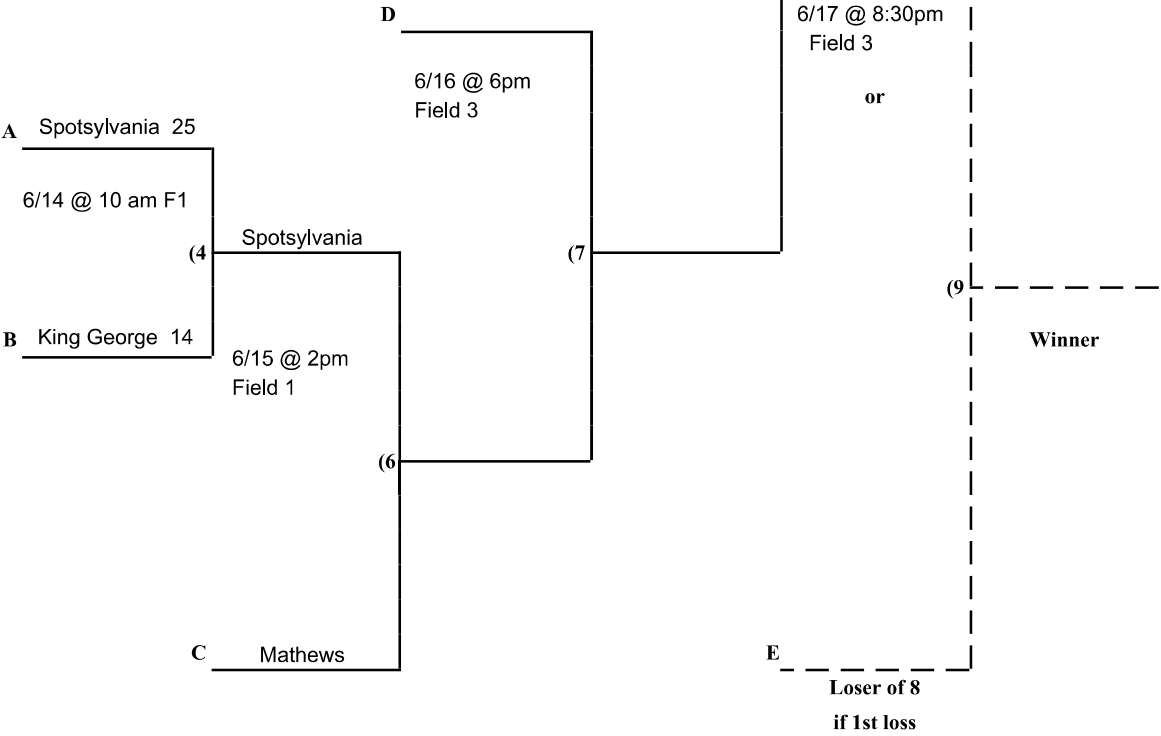 D
6/17 @ 8:30pm
Field 3
6/16 @ 6pm
Field 3
or
A Spotsylvania 25
6/14 @ 10 am F1
Spotsylvania
(4
(7
(9
B King George 14
Winner
6/15 @ 2pm
Field 1
(6
C Mathews
E
Loser of 8
if 1st loss